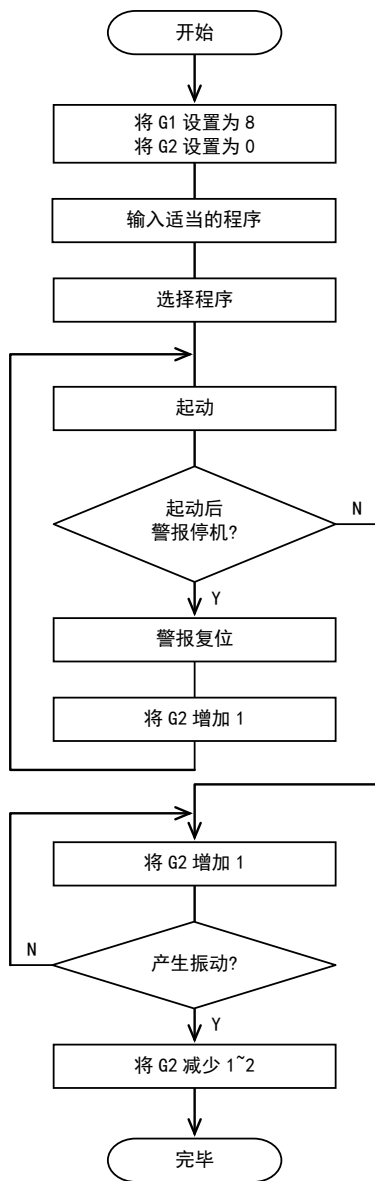 开始
将 G1 设置为 8
将 G2 设置为 0
输入适当的程序
选择程序
起动
起动后
警报停机?
N
Y
警报复位
将 G2 增加 1
将 G2 增加 1
N
产生振动?
Y
将 G2 减少 1~2
完毕